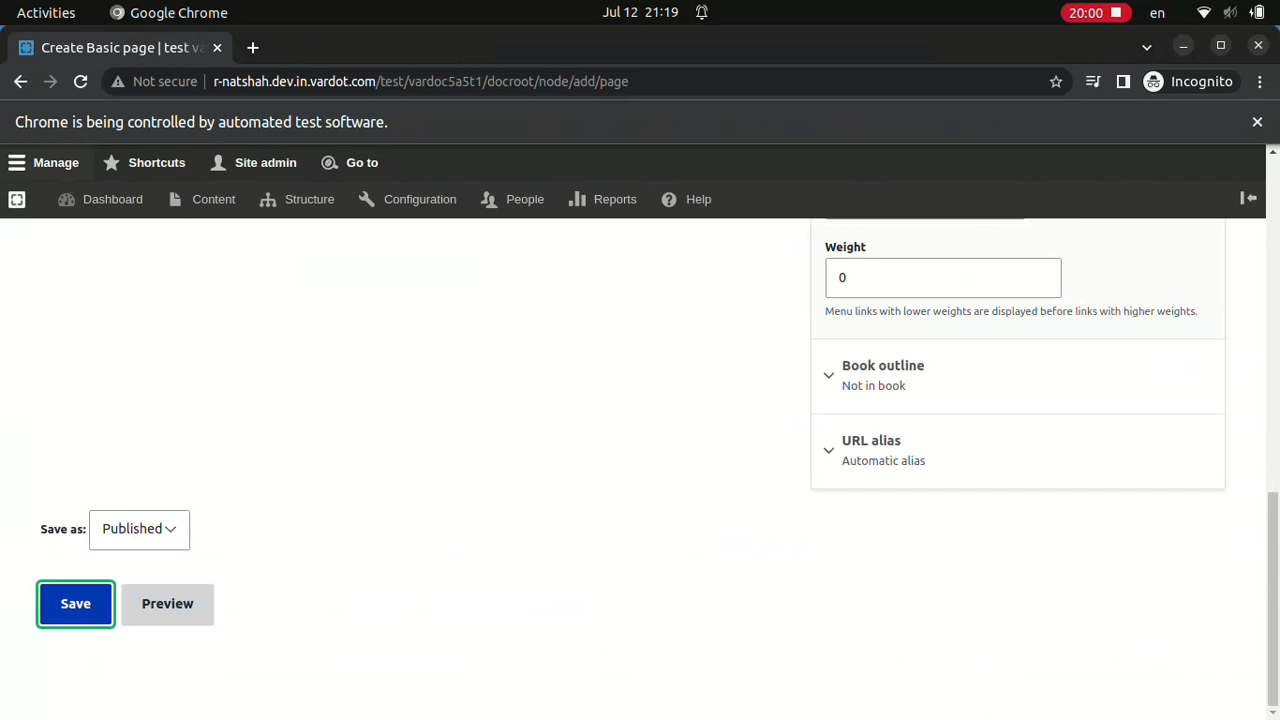 Activities
Google Chrome
Jul 12 21:19
20:00
en
Create Basic page | test va
Not secure
r-natshah.dev.in.vardot.com/test/vardoc5a5t1/docroot/node/add/page
Incognito
Chrome is being controlled by automated test software.
Manage
Shortcuts
Site admin
Go to
Dashboard
Content
Structure
Configuration
People
Reports
Help
Weight
0
Menu links with lower weights are displayed before links with higher weights.
Book outline
Not in book
URL alias
Automatic alias
Save as:
Published
Save
Preview